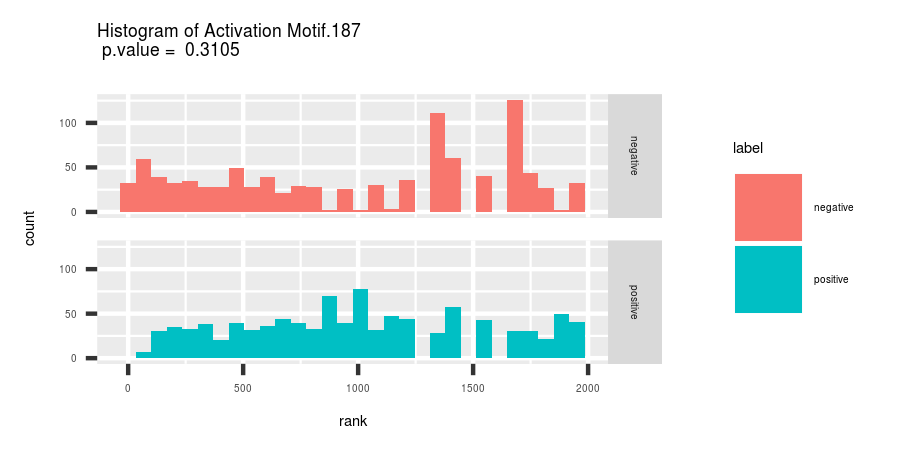 Histogram of Activation Motif.187
p.value = 0.3105
count
100
50
0
negative
100
50
0
positive
0 500 1000 1500 2000
rank
label
negative
positive